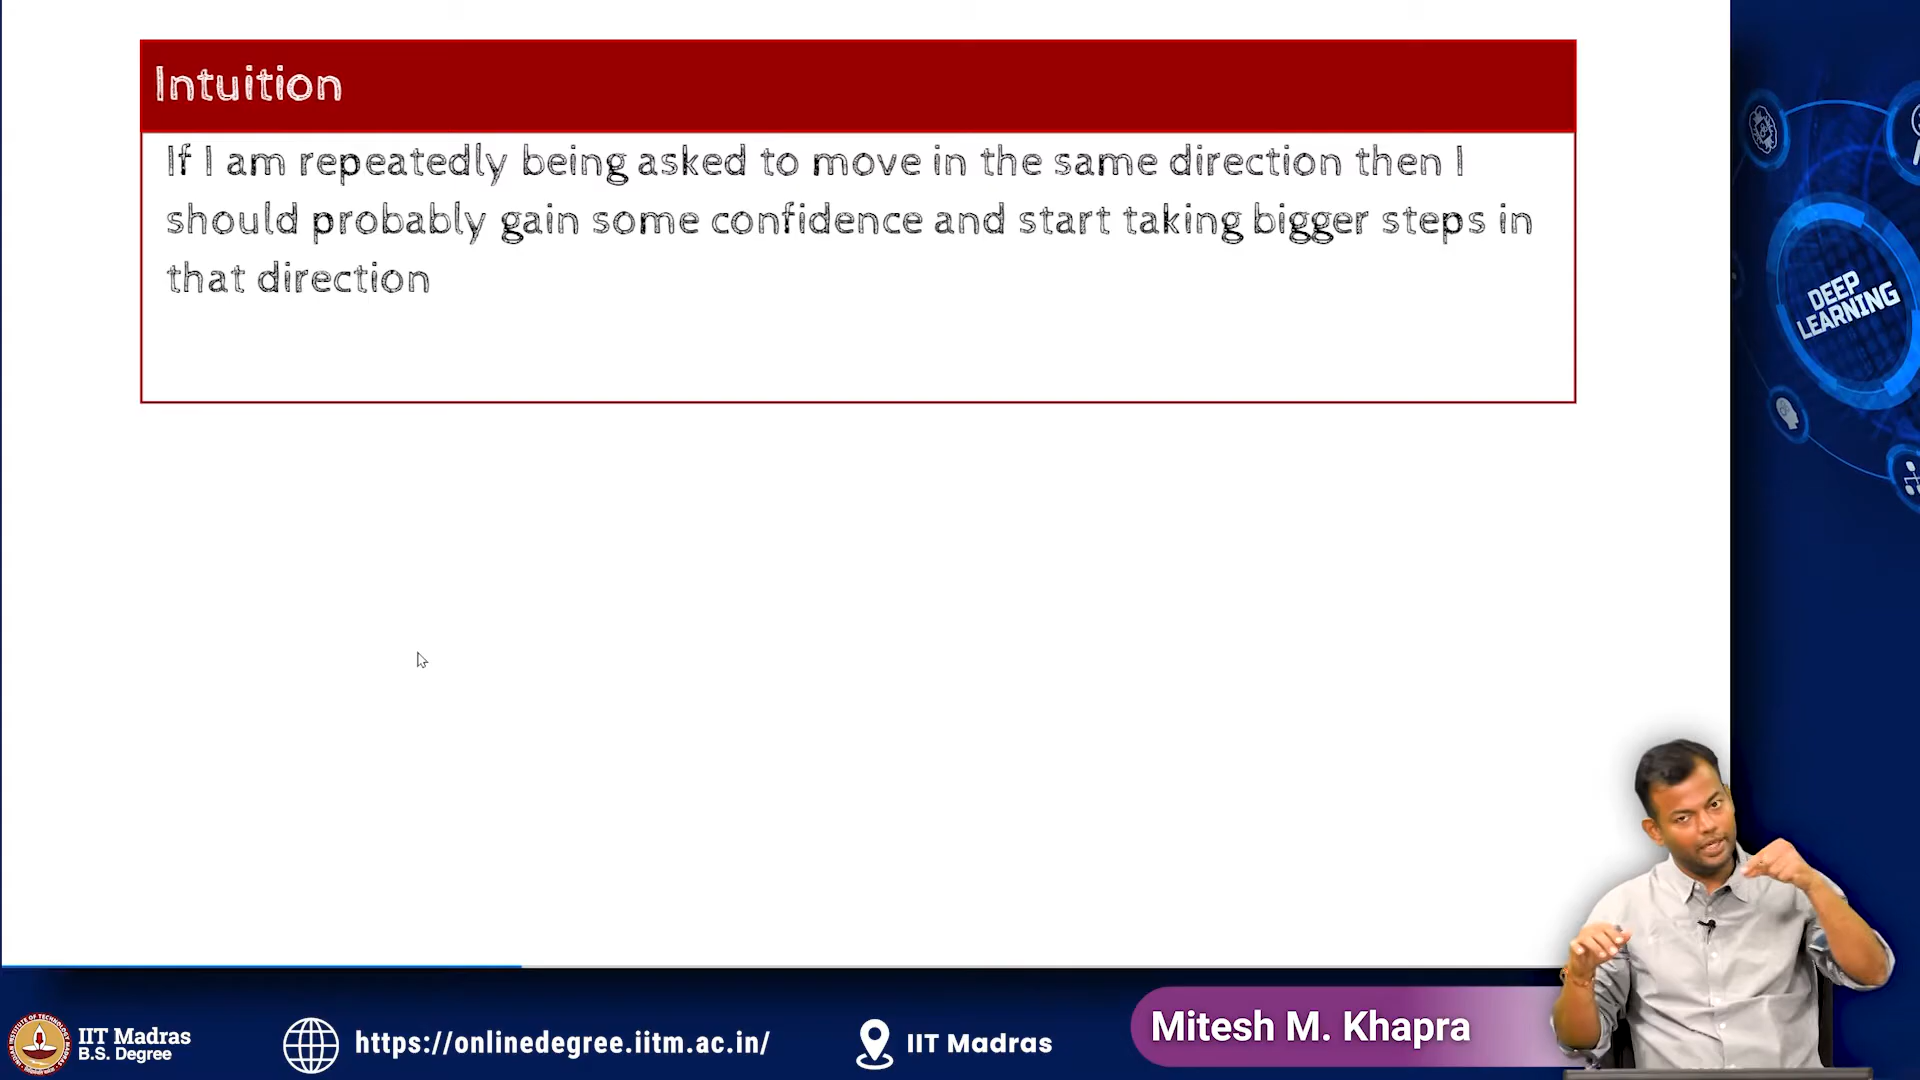 Intuition
If I am repeatedly being asked to move in the same direction then I
should probably gain some confidence and start taking bigger steps in
that direction
DEEP
LEARNING
IIT Madras
B.S. Degree
https://onlinedegree.iitm.ac.in/
IIT Madras
Mitesh M. Khapra